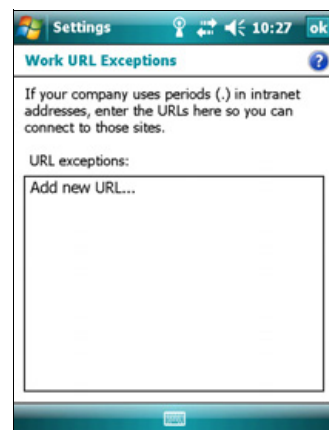 Settings 10:27 ok
Work URL Exceptions ?
If your company uses periods (.) in intranet
addresses, enter the URLs here so you can
connect to those sites.
URL exceptions:
Add new URL...